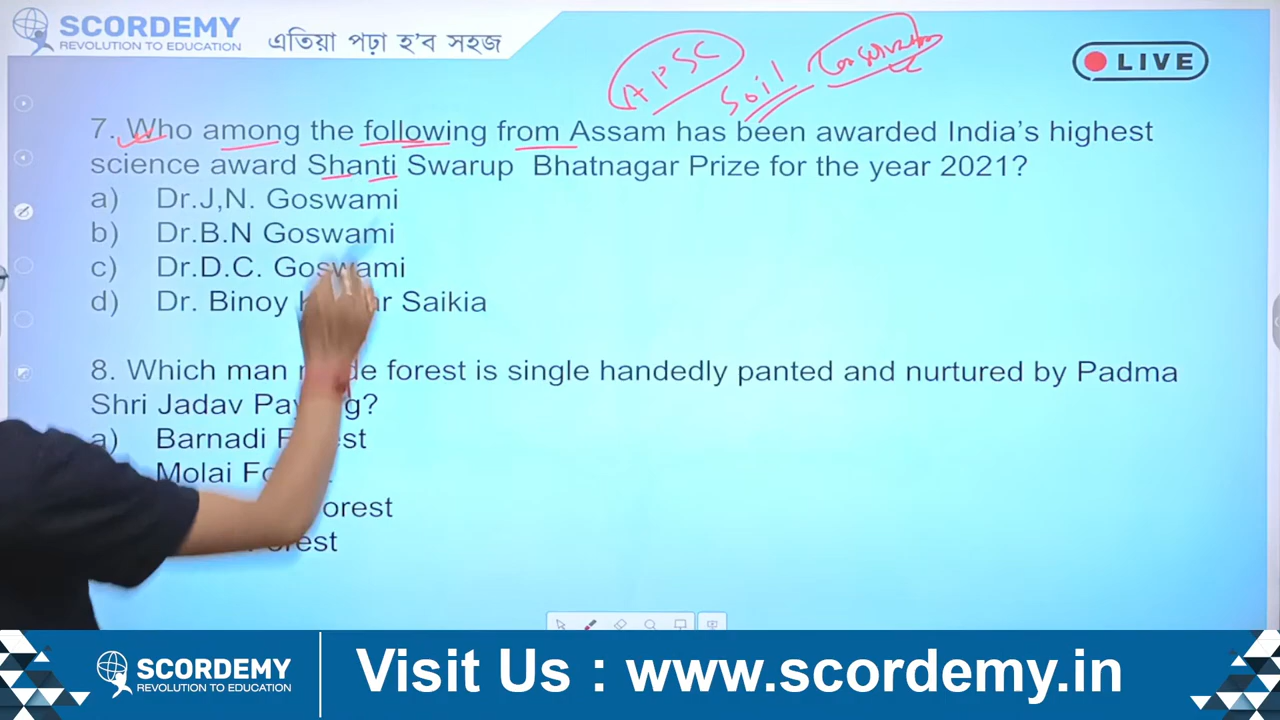 SCORDEMY
REVOLUTION TO EDUCATION
এতিয়া পঢ়া হ'ব সহজ
APSC
Soil Conservation
LIVE
7. Who among the following from Assam has been awarded India's highest
science award Shanti Swarup Bhatnagar Prize for the year 2021?
a) Dr.J,N. Goswami
b) Dr.B.N Goswami
c) Dr.D.C. Goswami
d) Dr. Binoy Saikia
8. Which man forest is single handedly panted and nurtured by Padma
Shri Jadav
a) Barnadi
Molai
orest
SCORDEMY
REVOLUTION TO EDUCATION
Visit Us : www.scordemy.in